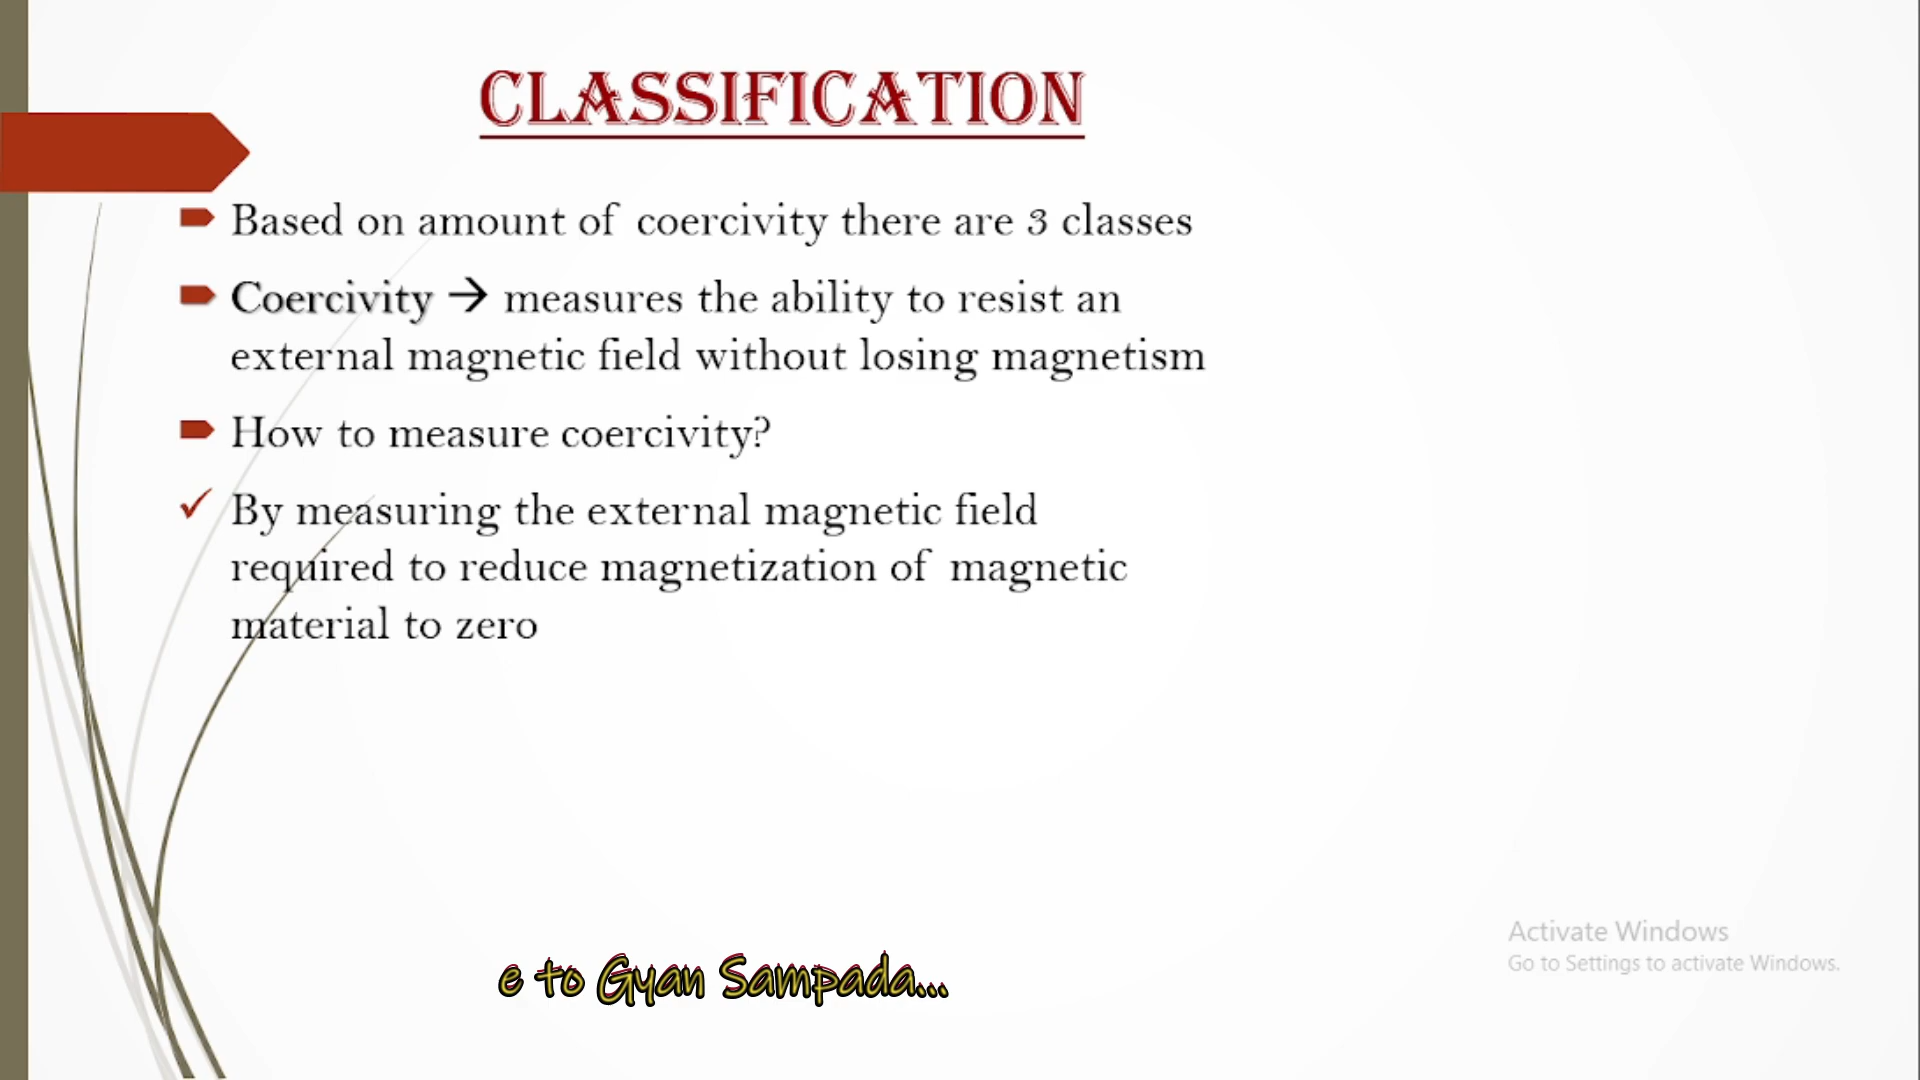 CLASSIFICATION
Based on amount of coercivity there are 3 classes
Coercivity → measures the ability to resist an
external magnetic field without losing magnetism
How to measure coercivity?
By measuring the external magnetic field
required to reduce magnetization of magnetic
material to zero
Activate Windows
Go to Settings to activate Windows.
e to Gyan Sampada...